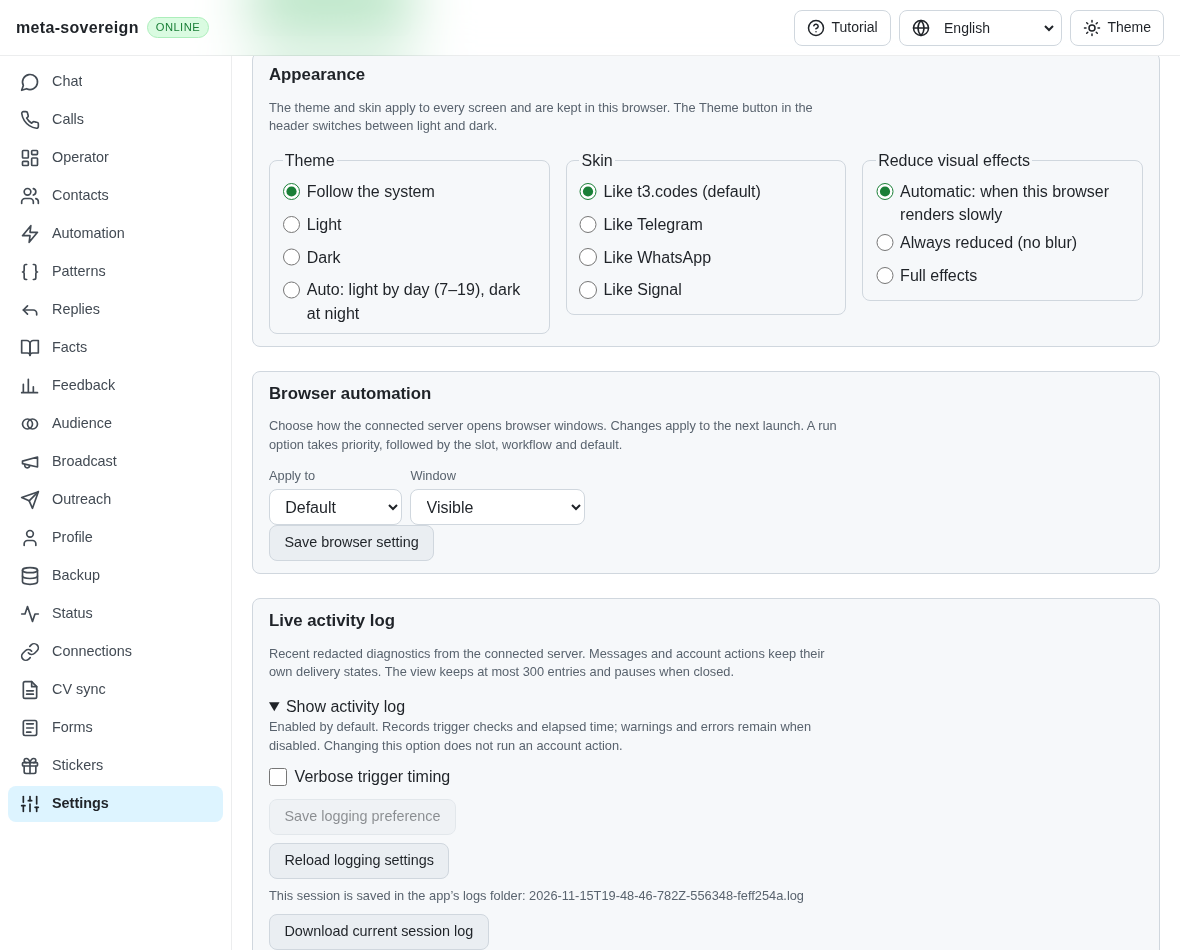 meta-sovereign ONLINE Tutorial English Theme
Chat
Calls
Operator
Contacts
Automation
Patterns
Replies
Facts
Feedback
Audience
Broadcast
Outreach
Profile
Backup
Status
Connections
CV sync
Forms
Stickers
Settings
Appearance
The theme and skin apply to every screen and are kept in this browser. The Theme button in the
header switches between light and dark.
Theme
Follow the system
Light
Dark
Auto: light by day (7–19), dark
at night
Skin
Like t3.codes (default)
Like Telegram
Like WhatsApp
Like Signal
Reduce visual effects
Automatic: when this browser
renders slowly
Always reduced (no blur)
Full effects
Browser automation
Choose how the connected server opens browser windows. Changes apply to the next launch. A run
option takes priority, followed by the slot, workflow and default.
Apply to Window
Default Visible
Save browser setting
Live activity log
Recent redacted diagnostics from the connected server. Messages and account actions keep their
own delivery states. The view keeps at most 300 entries and pauses when closed.
Show activity log
Enabled by default. Records trigger checks and elapsed time; warnings and errors remain when
disabled. Changing this option does not run an account action.
Verbose trigger timing
Save logging preference
Reload logging settings
This session is saved in the app’s logs folder: 2026-11-15T19-48-46-782Z-556348-feff254a.log
Download current session log